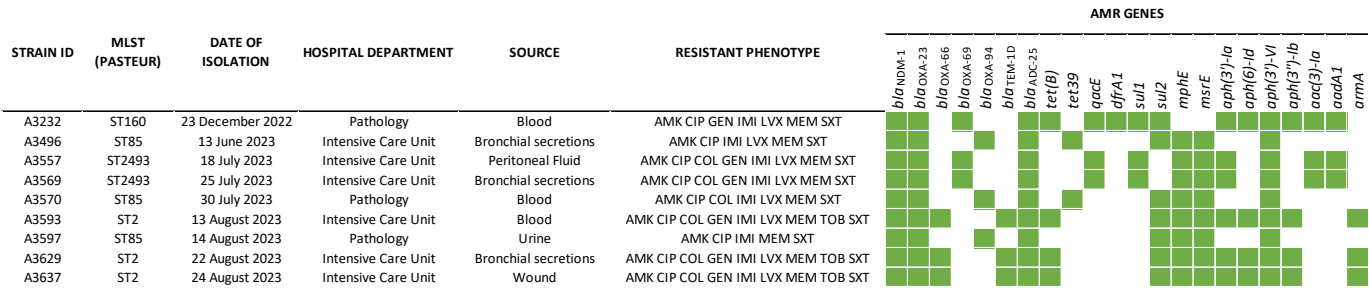 AMR GENES
STRAIN ID MLST (PASTEUR) DATE OF ISOLATION HOSPITAL DEPARTMENT SOURCE RESISTANT PHENOTYPE blaNDM-1 blaOXA-23 blaOXA-66 blaOXA-69 blaOXA-94 blaTEM-1D blaADC-25 tet(B) tet39 qacE dfrA1 sul1 sul2 mphE msrE aph(3')-Ia aph(6)-Id aph(3')-VI aph(3'')-Ib aac(3)-Ia aadA1 armA
A3232 ST160 23 December 2022 Pathology Blood AMK CIP GEN IMI LVX MEM SXT
A3496 ST85 13 June 2023 Intensive Care Unit Bronchial secretions AMK CIP IMI LVX MEM SXT
A3557 ST2493 18 July 2023 Intensive Care Unit Peritoneal Fluid AMK CIP COL GEN IMI LVX MEM SXT
A3569 ST2493 25 July 2023 Intensive Care Unit Bronchial secretions AMK CIP COL GEN IMI LVX MEM SXT
A3570 ST85 30 July 2023 Pathology Blood AMK CIP COL IMI LVX MEM SXT
A3593 ST2 13 August 2023 Intensive Care Unit Blood AMK CIP COL GEN IMI LVX MEM TOB SXT
A3597 ST85 14 August 2023 Pathology Urine AMK CIP IMI MEM SXT
A3629 ST2 22 August 2023 Intensive Care Unit Bronchial secretions AMK CIP COL GEN IMI LVX MEM TOB SXT
A3637 ST2 24 August 2023 Intensive Care Unit Wound AMK CIP COL GEN IMI LVX MEM TOB SXT